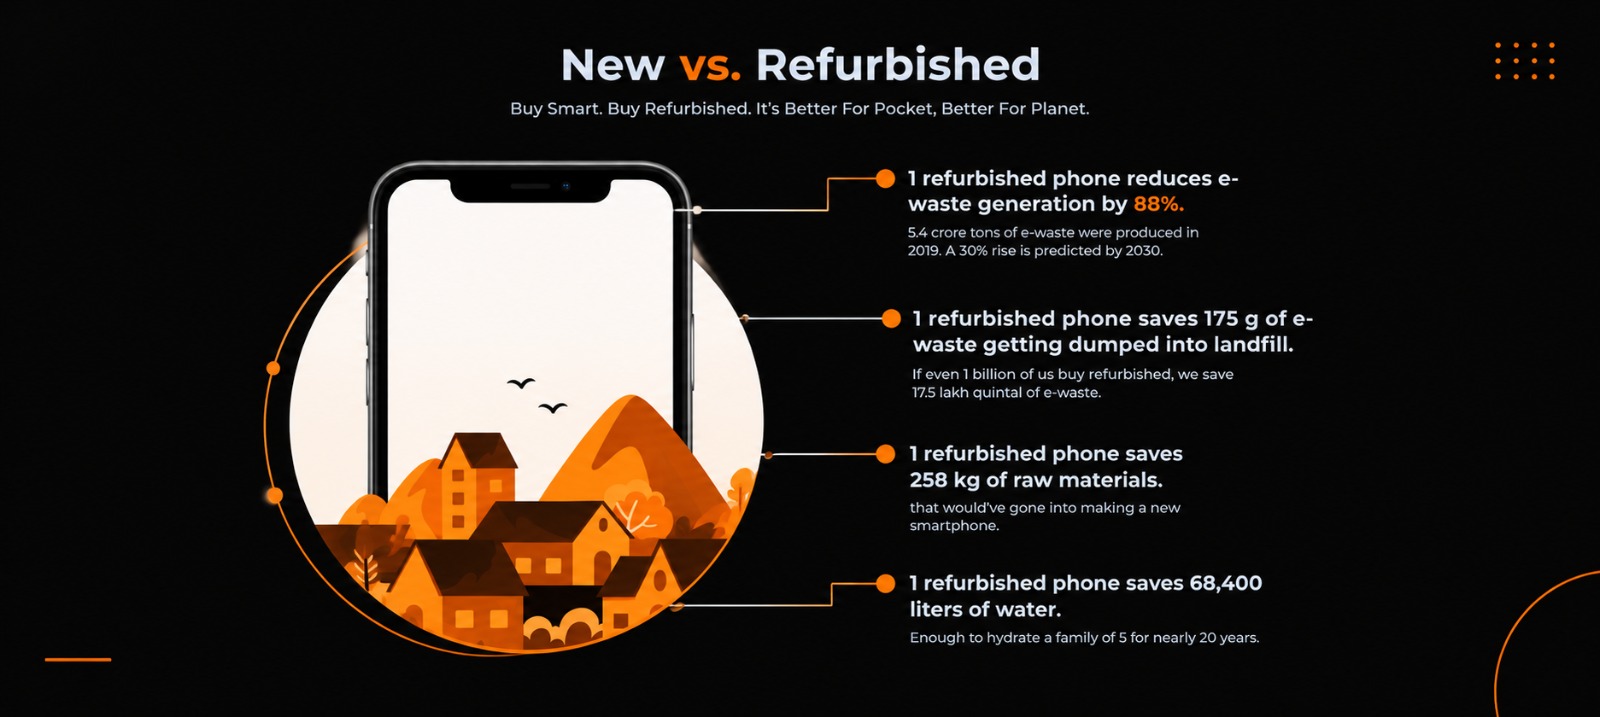 New vs. Refurbished
Buy Smart. Buy Refurbished. It's Better For Pocket, Better For Planet.
1 refurbished phone reduces e-
waste generation by 88%.
5.4 crore tons of e-waste were produced in
2019. A 30% rise is predicted by 2030.
1 refurbished phone saves 175 g of e-
waste getting dumped into landfill.
If even 1 billion of us buy refurbished, we save
17.5 lakh quintal of e-waste.
1 refurbished phone saves
258 kg of raw materials.
that would've gone into making a new
smartphone.
1 refurbished phone saves 68,400
liters of water.
Enough to hydrate a family of 5 for nearly 20 years.